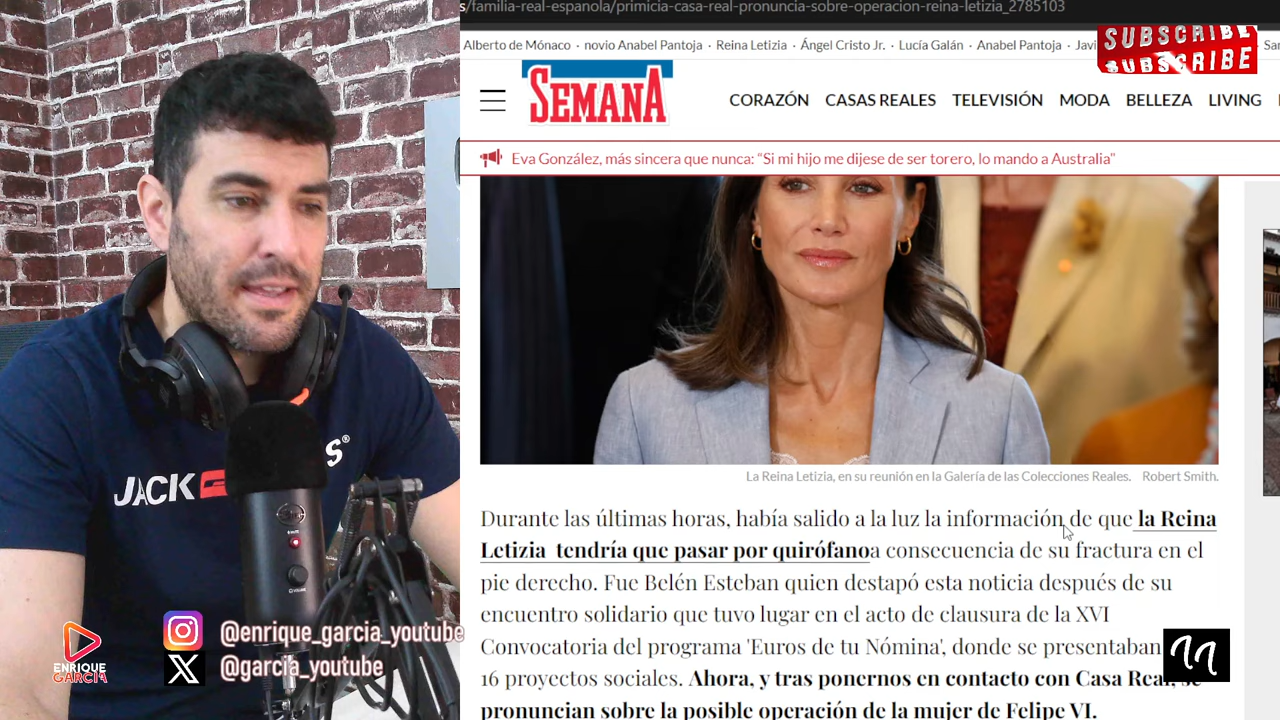 s/familia-real-espanola/primicia-casa-real-pronuncia-sobre-operacion-reina-letizia_2785103
Alberto de Mónaco · novio Anabel Pantoja · Reina Letizia · Ángel Cristo Jr. · Lucía Galán · Anabel Pantoja · Javi
SUBSCRIBE
SUBSCRIBE
SEMANA
CORAZÓN CASAS REALES TELEVISIÓN MODA BELLEZA LIVING
Eva González, más sincera que nunca: “Si mi hijo me dijese de ser torero, lo mando a Australia”
La Reina Letizia, en su reunión en la Galería de las Colecciones Reales. Robert Smith.
Durante las últimas horas, había salido a la luz la información de que la Reina
Letizia tendría que pasar por quirófanoa consecuencia de su fractura en el
pie derecho. Fue Belén Esteban quien destapó esta noticia después de su
encuentro solidario que tuvo lugar en el acto de clausura de la XVI
Convocatoria del programa 'Euros de tu Nómina', donde se presentaban
16 proyectos sociales. Ahora, y tras ponernos en contacto con Casa Real, se
pronuncian sobre la posible operación de la mujer de Felipe VI.
JACK
S®
ENRIQUE
GARCIA
@enrique_garcia_youtube
@garcia_youtube